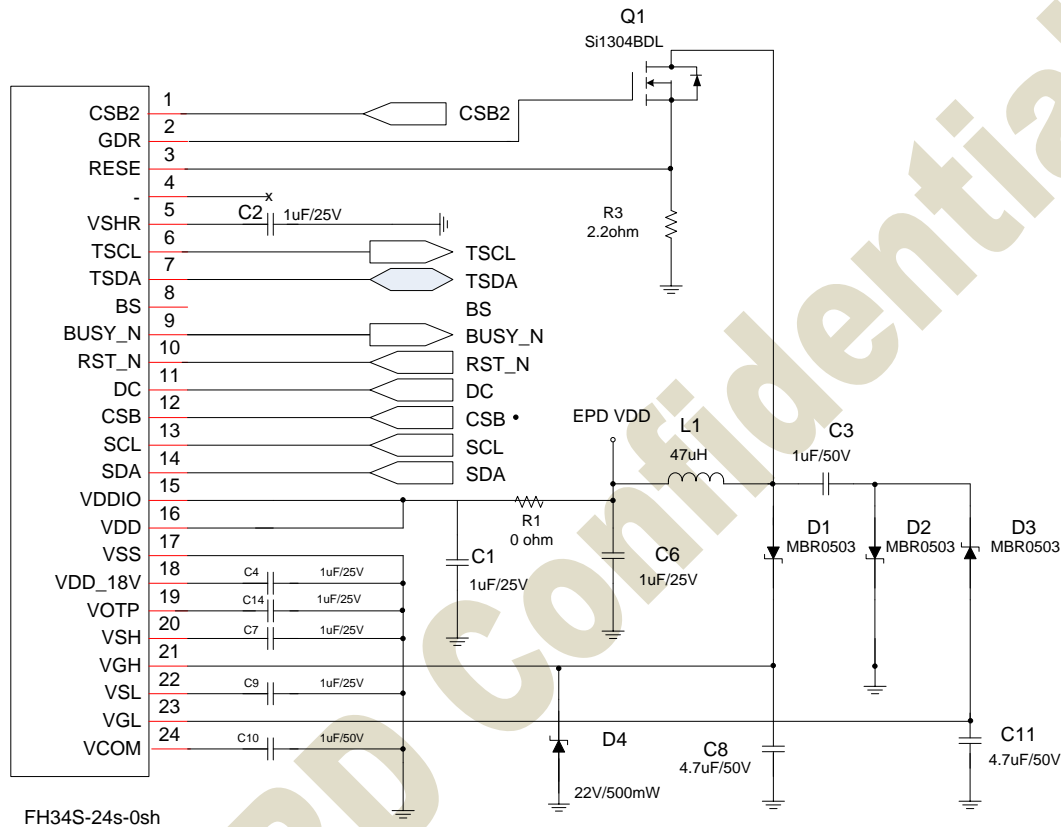 Q1
Si1304BDL
CSB2 1 CSB2
GDR 2
RESE 3
- 4 x
VSHR 5 C2 1uF/25V
TSCL 6 TSCL
TSDA 7 TSDA
BS 8 BS
BUSY_N 9 BUSY_N
RST_N 10 RST_N
DC 11 DC
CSB 12 CSB •
SCL 13 SCL
SDA 14 SDA
VDDIO 15
VDD 16
VSS 17
VDD_18V 18 C4 1uF/25V
VOTP 19 C14 1uF/25V
VSH 20 C7 1uF/25V
VGH 21
VSL 22 C9 1uF/25V
VGL 23
VCOM 24 C10 1uF/50V
R3
2.2ohm
EPD VDD
L1
47uH
C3
1uF/50V
R1
0 ohm
C1
1uF/25V
C6
1uF/25V
D1
MBR0503
D2
MBR0503
D3
MBR0503
D4
22V/500mW
C8
4.7uF/50V
C11
4.7uF/50V
FH34S-24s-0sh
PD Confidential